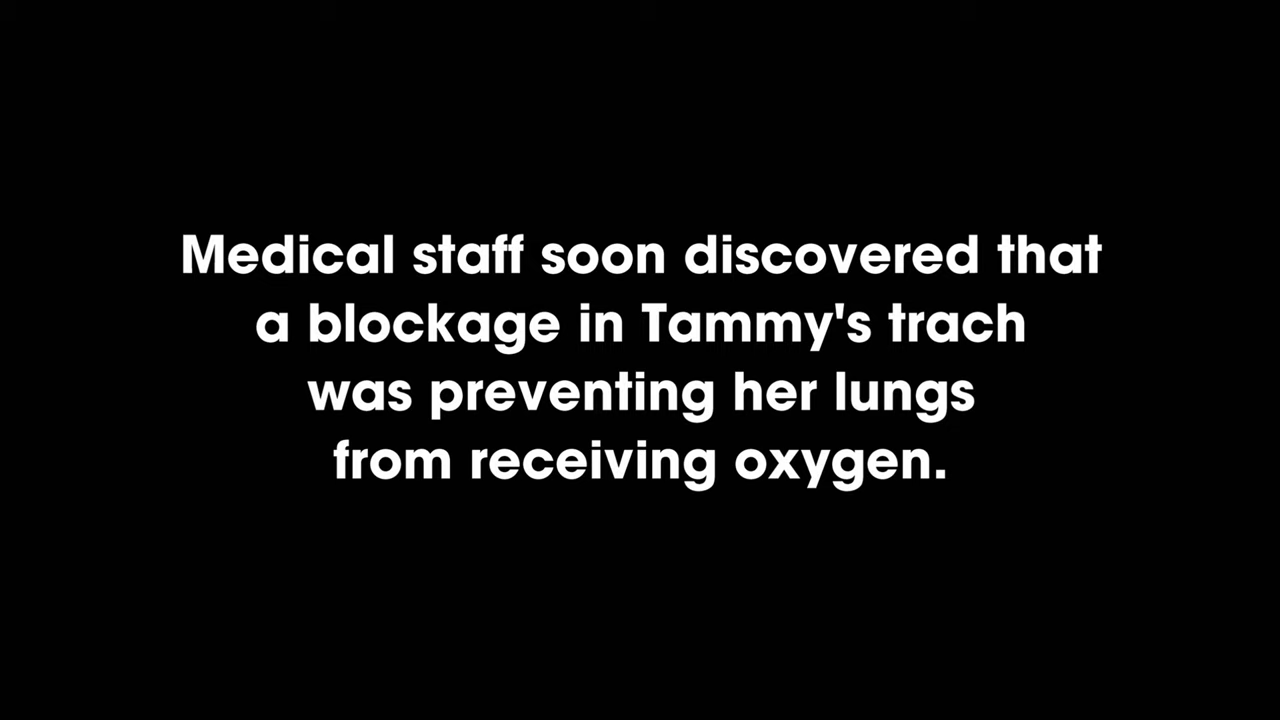 Medical staff soon discovered that
a blockage in Tammy's trach
was preventing her lungs
from receiving oxygen.